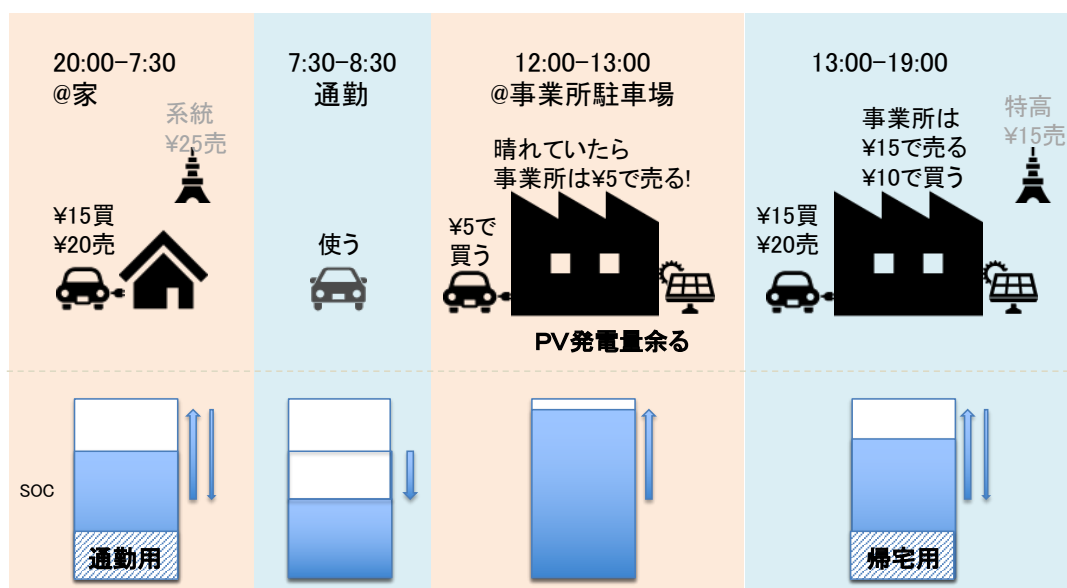 20:00-7:30
@家
系統
¥25売
¥15買
¥20売
7:30-8:30
通勤
使う
12:00-13:00
@事業所駐車場
晴れていたら
事業所は¥5で売る!
¥5で
買う
PV発電量余る
13:00-19:00
事業所は
¥15で売る
¥10で買う
特高
¥15売
¥15買
¥20売
SOC
通勤用
帰宅用